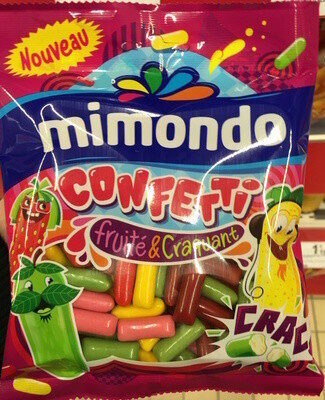 Nouveau
mimondo
CONFETTI
fruité & Craquant
CRAC